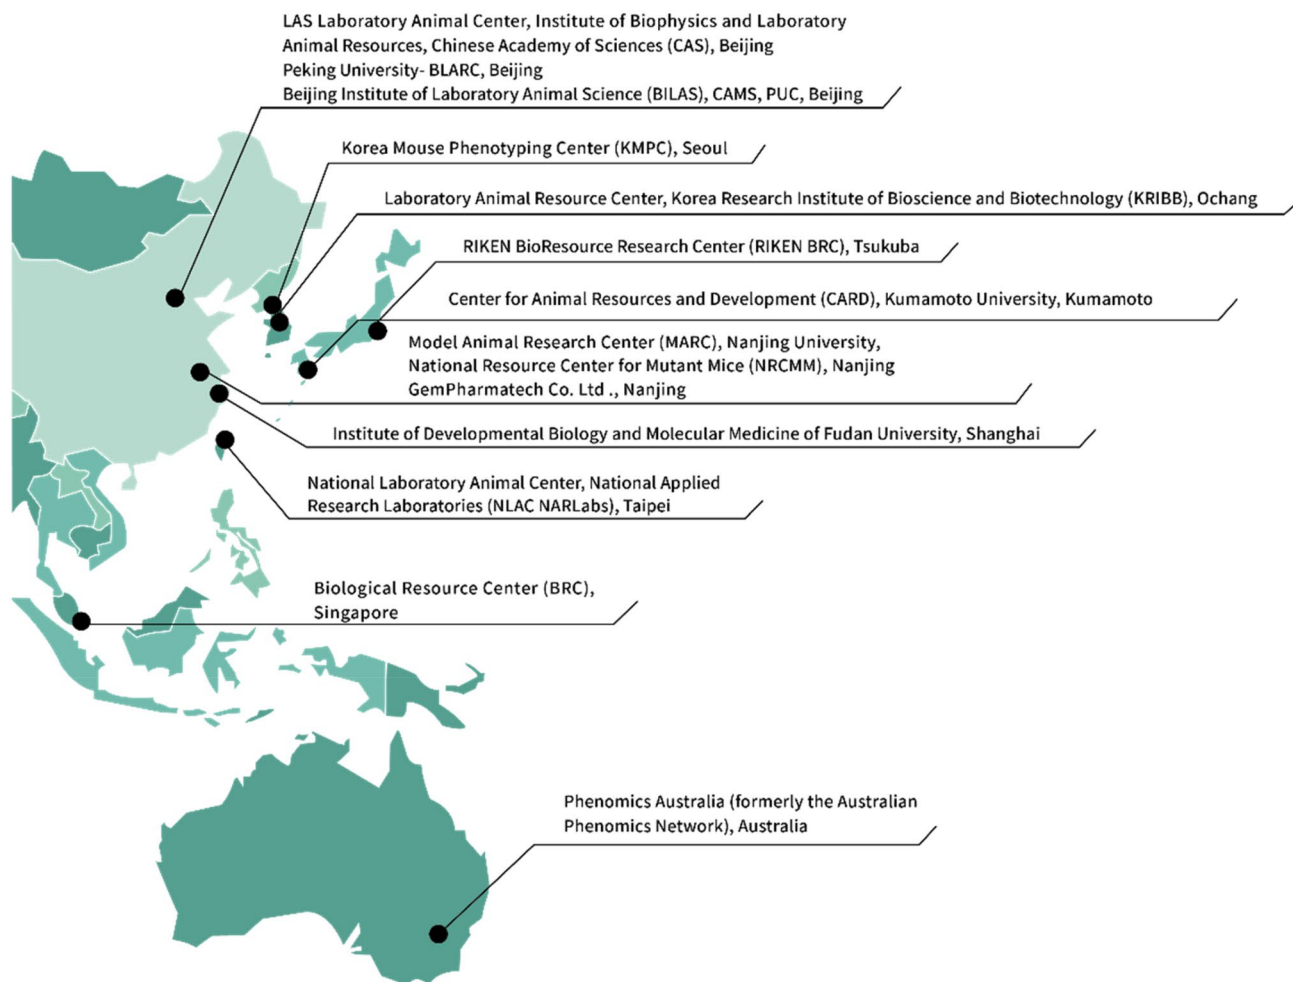 LAS Laboratory Animal Center, Institute of Biophysics and Laboratory
Animal Resources, Chinese Academy of Sciences (CAS), Beijing
Peking University- BLARC, Beijing
Beijing Institute of Laboratory Animal Science (BILAS), CAMS, PUC, Beijing
Korea Mouse Phenotyping Center (KMPC), Seoul
Laboratory Animal Resource Center, Korea Research Institute of Bioscience and Biotechnology (KRIBB), Ochang
RIKEN BioResource Research Center (RIKEN BRC), Tsukuba
Center for Animal Resources and Development (CARD), Kumamoto University, Kumamoto
Model Animal Research Center (MARC), Nanjing University,
National Resource Center for Mutant Mice (NRCMM), Nanjing
GemPharmatech Co. Ltd ., Nanjing
Institute of Developmental Biology and Molecular Medicine of Fudan University, Shanghai
National Laboratory Animal Center, National Applied
Research Laboratories (NLAC NARLabs), Taipei
Biological Resource Center (BRC),
Singapore
Phenomics Australia (formerly the Australian
Phenomics Network), Australia